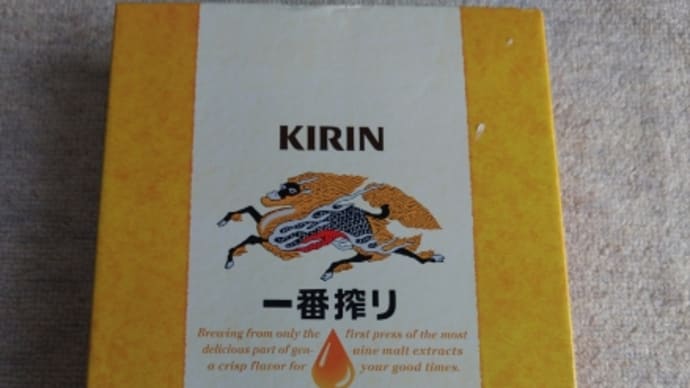 KIRIN
一番搾り
Brewing from only the first press of the most
delicious part of gen- uine malt extracts
a crisp flavor for your good times.